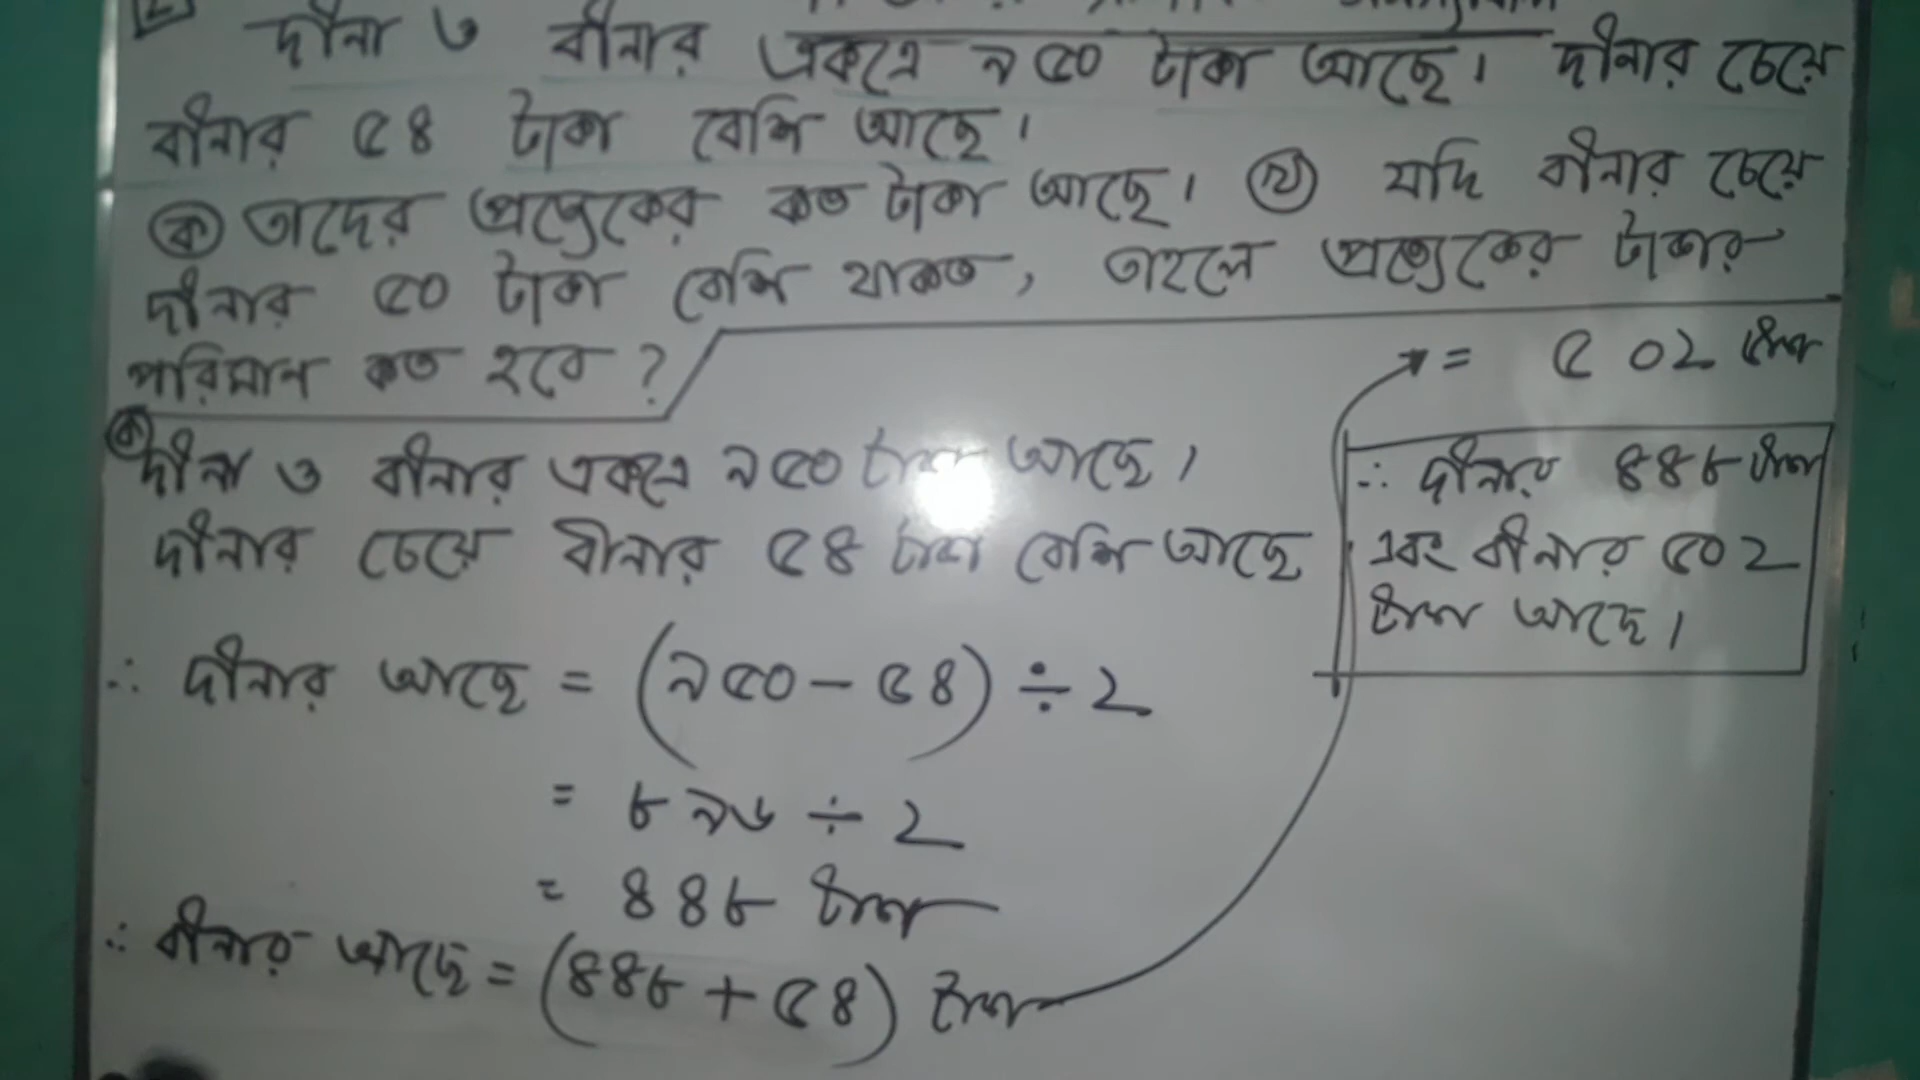 দীনা ও বীনার একত্রে ৯৫০ টাকা আছে। দীনার চেয়ে
বীনার ৫৪ টাকা বেশি আছে।
ক তাদের প্রত্যেকের কত টাকা আছে। খ যদি বীনার চেয়ে
দীনার ৫০ টাকা বেশি থাকত, তাহলে প্রত্যেকের টাকার
পরিমান কত হবে?
ক
দীনা ও বীনার একত্রে ৯৫০ টাকা আছে।
দীনার চেয়ে বীনার ৫৪ টাকা বেশি আছে
∴ দীনার আছে = (৯৫০ – ৫৪) ÷ ২
= ৮৯৬ ÷ ২
= ৪৪৮ টাকা
∴ বীনার আছে = (৪৪৮ + ৫৪) টাকা
= ৫০২ টাকা
∴ দীনার ৪৪৮ টাকা
এবং বীনার ৫০২
টাকা আছে।